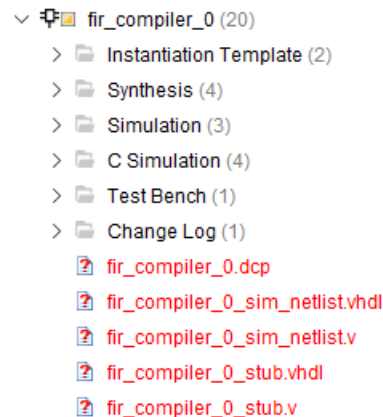 fir_compiler_0 (20)
Instantiation Template (2)
Synthesis (4)
Simulation (3)
C Simulation (4)
Test Bench (1)
Change Log (1)
fir_compiler_0.dcp
fir_compiler_0_sim_netlist.vhdl
fir_compiler_0_sim_netlist.v
fir_compiler_0_stub.vhdl
fir_compiler_0_stub.v